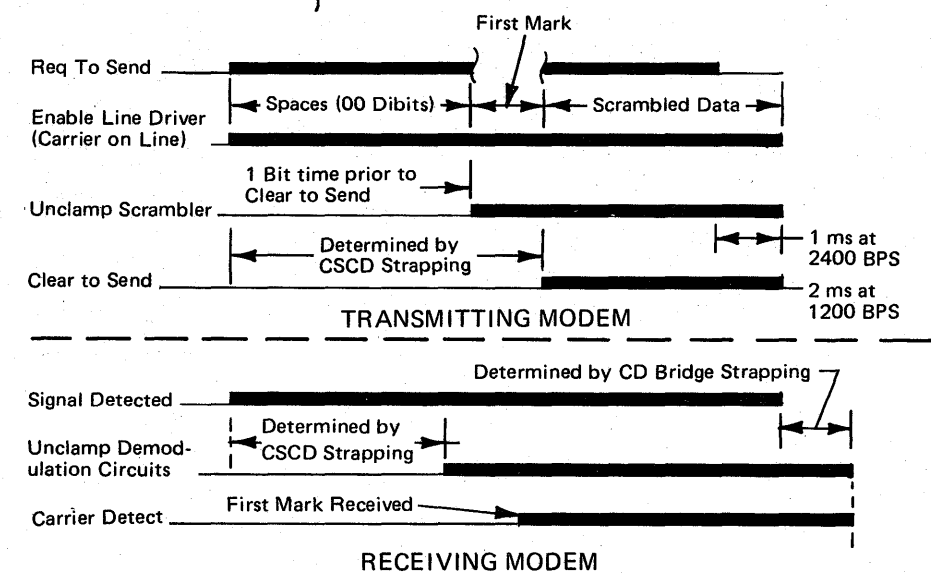 First Mark
Req To Send
Spaces (00 Dibits)
Scrambled Data
Enable Line Driver
(Carrier on Line)
1 Bit time prior to
Clear to Send
Unclamp Scrambler
Determined by
CSCD Strapping
1 ms at
2400 BPS
Clear to Send
2 ms at
1200 BPS
TRANSMITTING MODEM
Determined by CD Bridge Strapping
Signal Detected
Determined by
CSCD Strapping
Unclamp Demod-
ulation Circuits
First Mark Received
Carrier Detect
RECEIVING MODEM